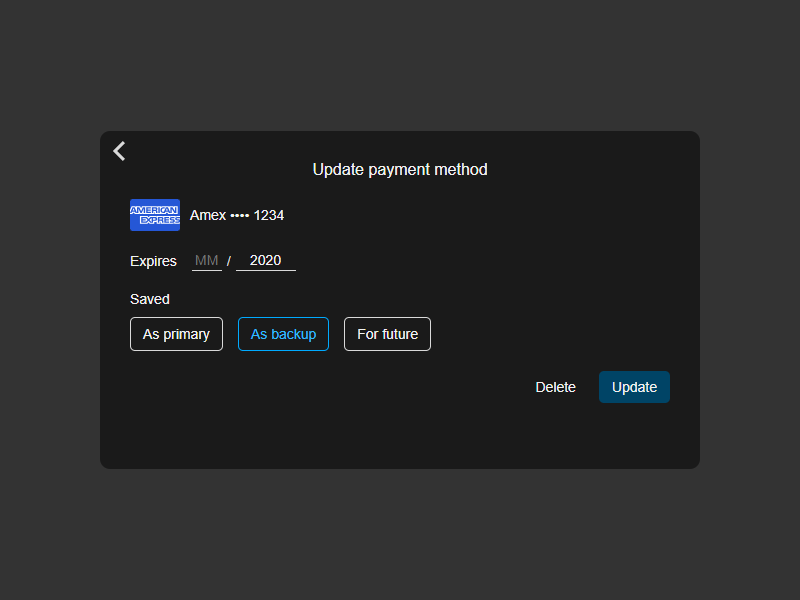 Update payment method
AMERICAN
EXPRESS
Amex •••• 1234
Expires MM / 2020
Saved
As primary As backup For future
Delete Update